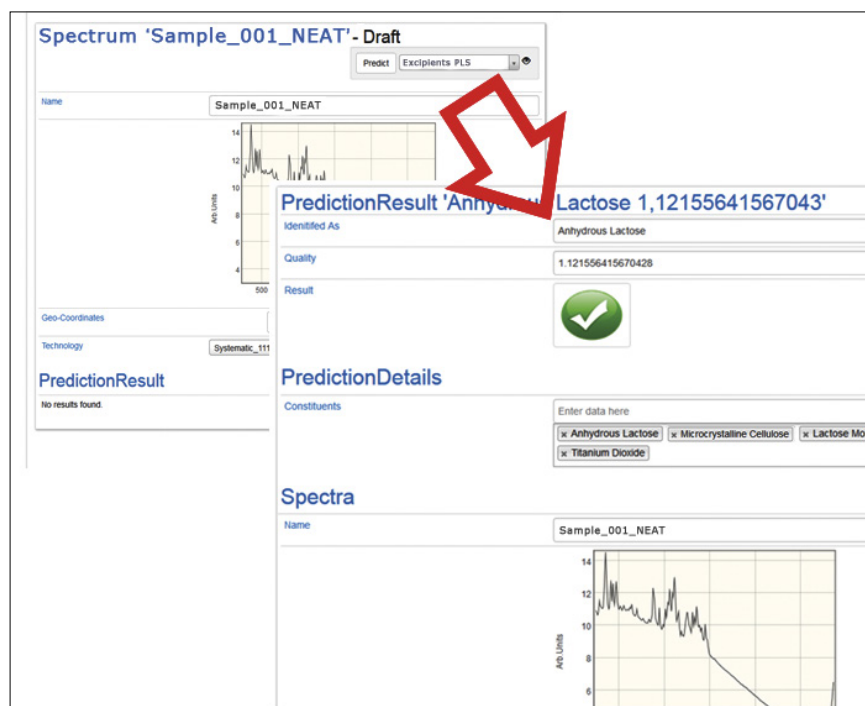 Spectrum 'Sample_001_NEAT' - Draft
Predict Excipients PLS
Name Sample_001_NEAT
14
12
10
8
6
4
Arb.Units
500
Geo-Coordinates
Technology Systematic_111
PredictionResult
No results found.
PredictionResult 'Anhydrous Lactose 1,12155641567043'
Idenitifed As Anhydrous Lactose
Quality 1.121556415670428
Result
PredictionDetails
Constituents Enter data here
× Anhydrous Lactose × Microcrystalline Cellulose × Lactose Mo
× Titanium Dioxide
Spectra
Name Sample_001_NEAT
14
12
10
8
6
Arb.Units